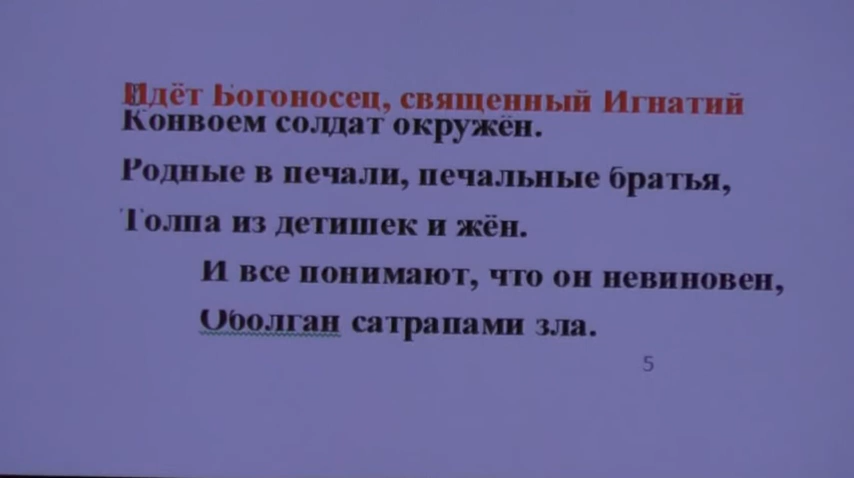 Идёт Богоносец, священный Игнатий
Конвоем солдат окружён.
Родные в печали, печальные братья,
Толпа из детишек и жён.
И все понимают, что он невиновен,
Оболган сатрапами зла.
5